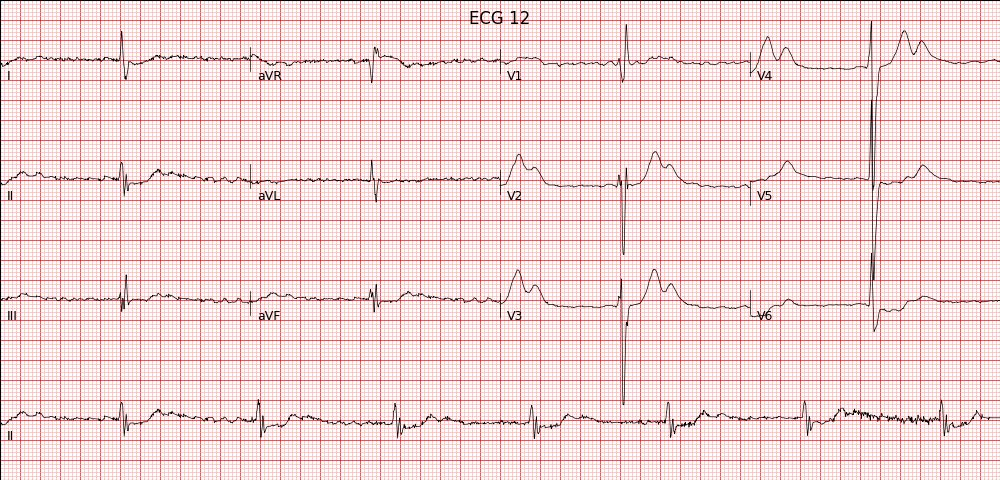 ECG 12
I aVR V1 V4
II aVL V2 V5
III aVF V3 V6
II